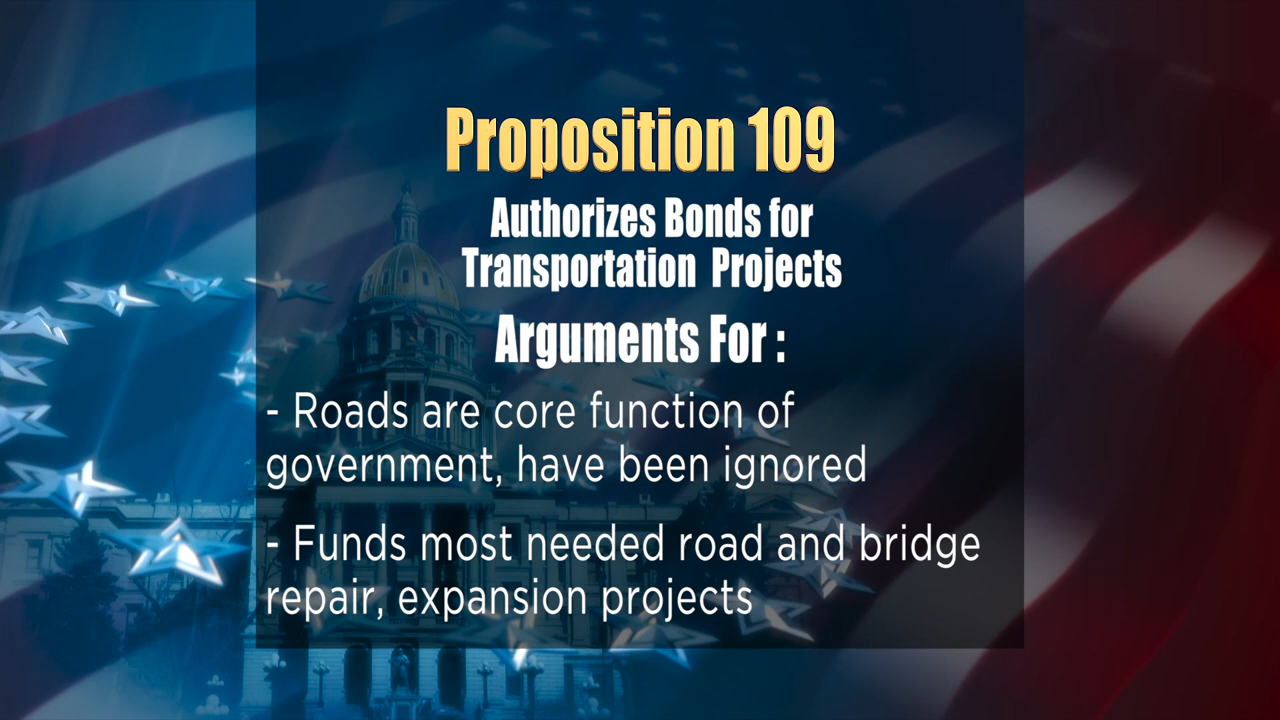 Proposition 109
Authorizes Bonds for
Transportation Projects
Arguments For :
- Roads are core function of
government, have been ignored
- Funds most needed road and bridge
repair, expansion projects